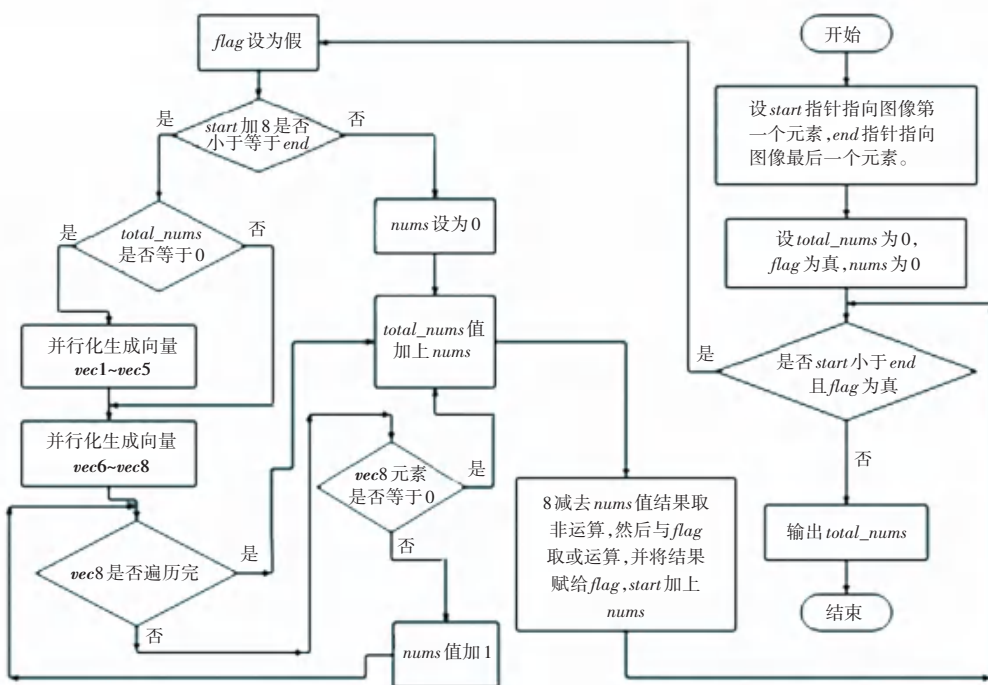 开始
设start指针指向图像第
一个元素,end指针指向
图像最后一个元素。
设total_nums为0,
flag为真,nums为0
是否start小于end
且flag为真
是
否
输出total_nums
结束
flag设为假
start加8是否
小于等于end
是
否
total_nums
是否等于0
是
否
nums设为0
并行化生成向量
vec1~vec5
并行化生成向量
vec6~vec8
total_nums值
加上nums
vec8元素
是否等于0
是
否
vec8是否遍历完
是
否
nums值加1
8减去nums值结果取
非运算,然后与flag
取或运算,并将结果
赋给flag,start加上
nums